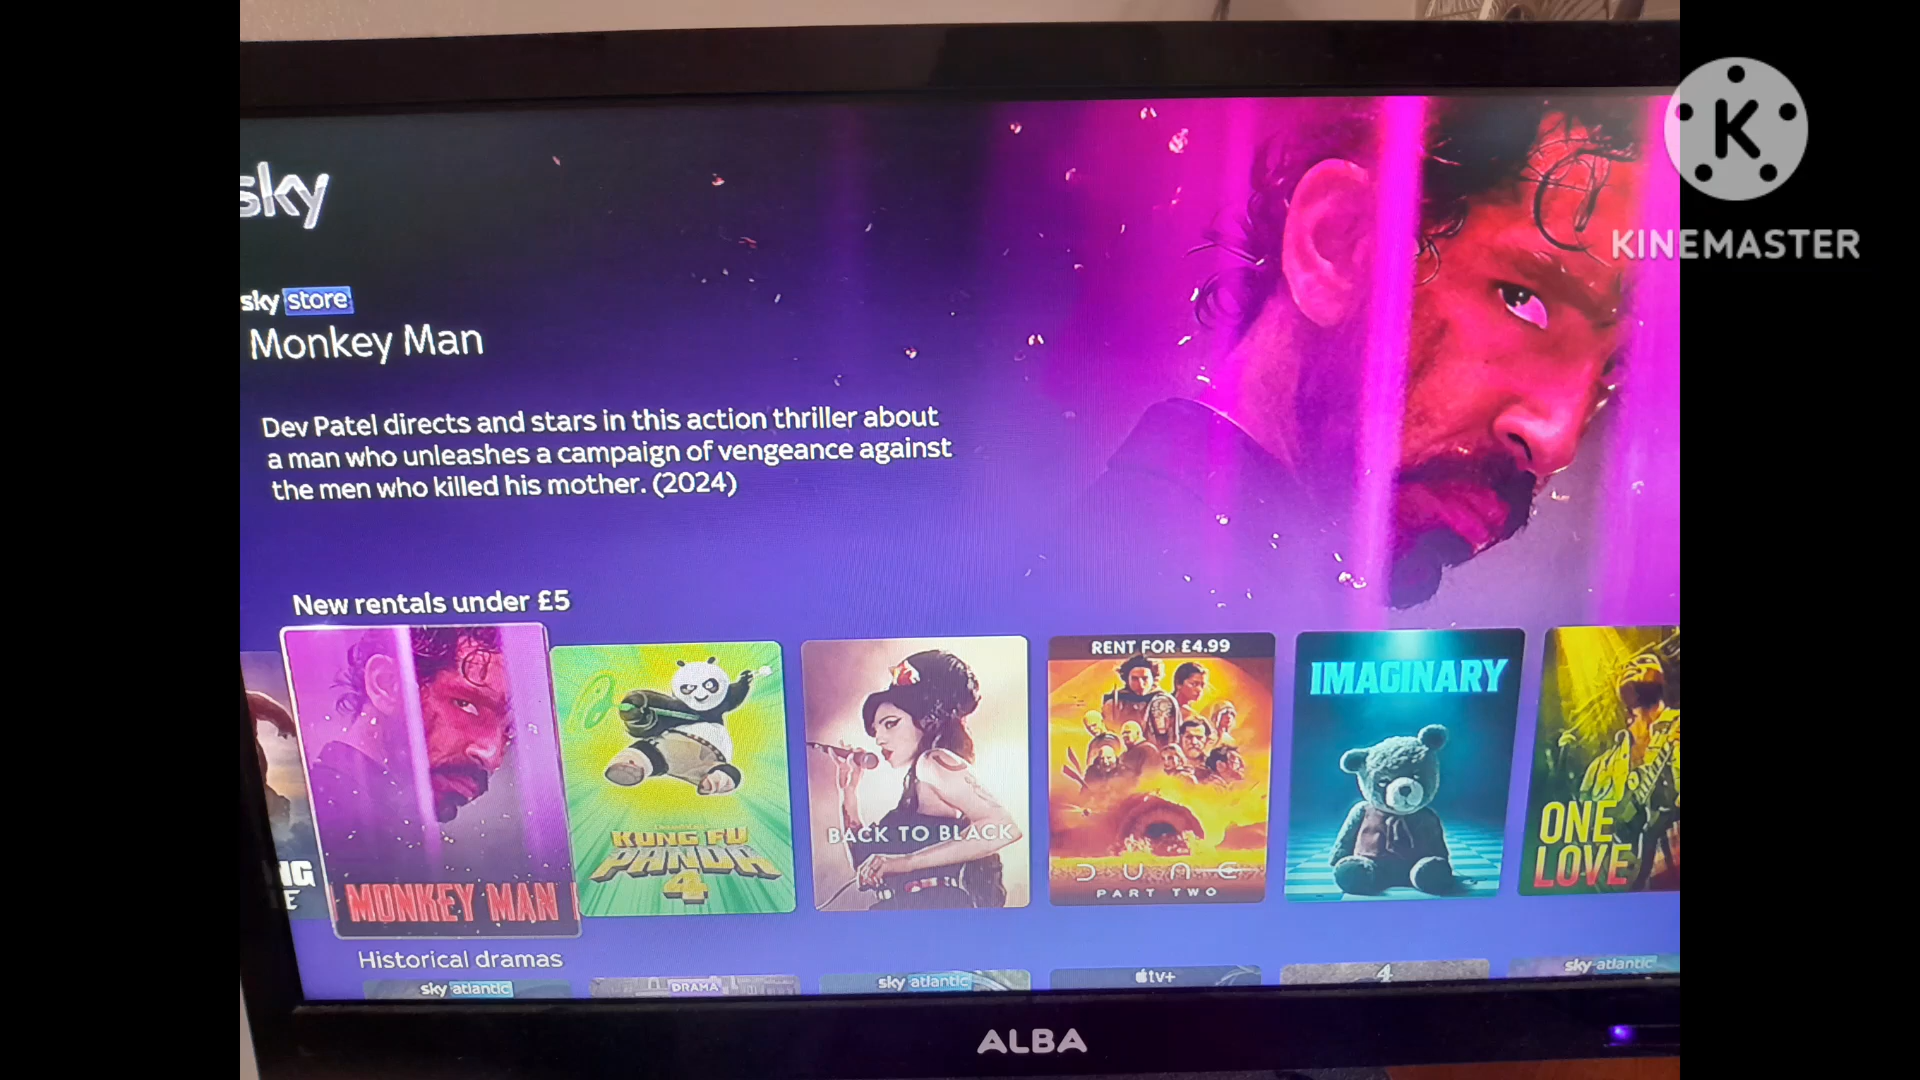 sky
KINEMASTER
sky store
Monkey Man
Dev Patel directs and stars in this action thriller about
a man who unleashes a campaign of vengeance against
the men who killed his mother. (2024)
New rentals under £5
MONKEY MAN
KUNG FU
PANDA
4
BACK TO BLACK
RENT FOR £4.99
DUNE
PART TWO
IMAGINARY
ONE
LOVE
Historical dramas
sky atlantic
DRAMA
sky atlantic
tv+
4
sky atlantic
ALBA